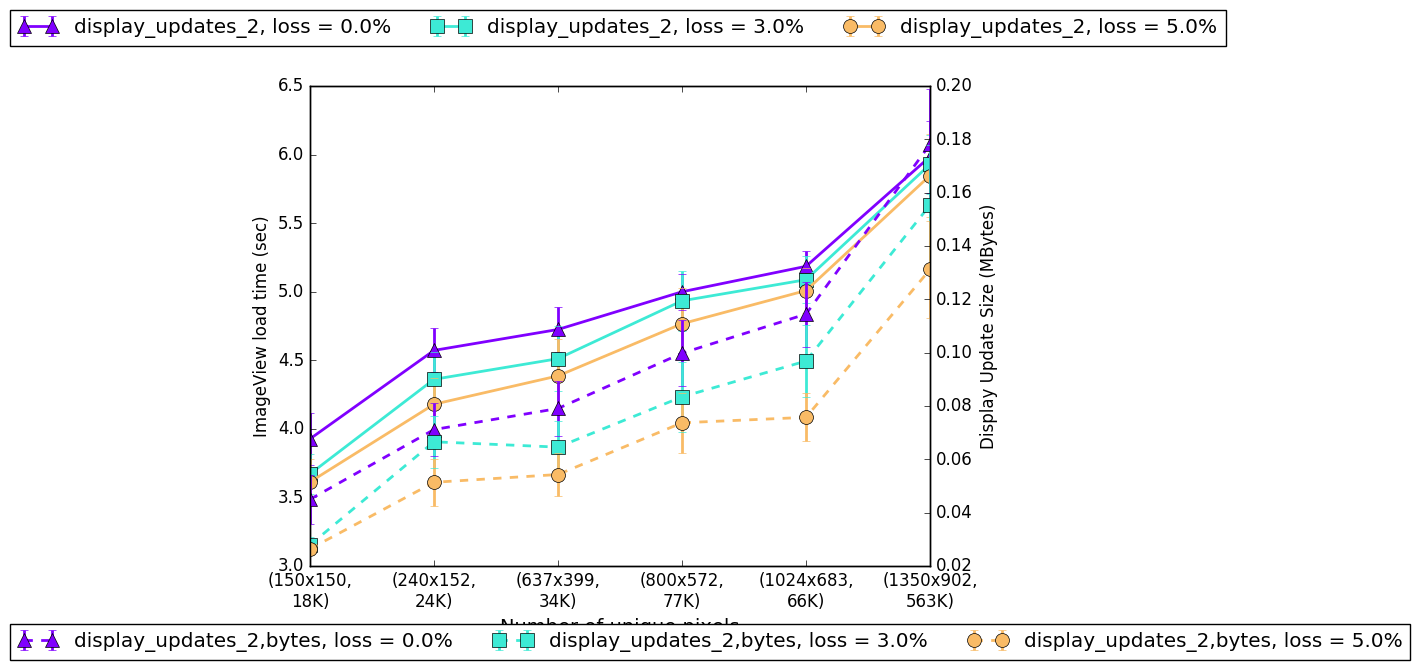 display_updates_2, loss = 0.0% display_updates_2, loss = 3.0% display_updates_2, loss = 5.0%
6.5
6.0
5.5
5.0
4.5
4.0
3.5
3.0
ImageView load time (sec)
0.20
0.18
0.16
0.14
0.12
0.10
0.08
0.06
0.04
0.02
Display Update Size (MBytes)
(150x150, (240x152, (637x399, (800x572, (1024x683, (1350x902,
18K) 24K) 34K) 77K) 66K) 563K)
Number of unique pixels
display_updates_2,bytes, loss = 0.0% display_updates_2,bytes, loss = 3.0% display_updates_2,bytes, loss = 5.0%